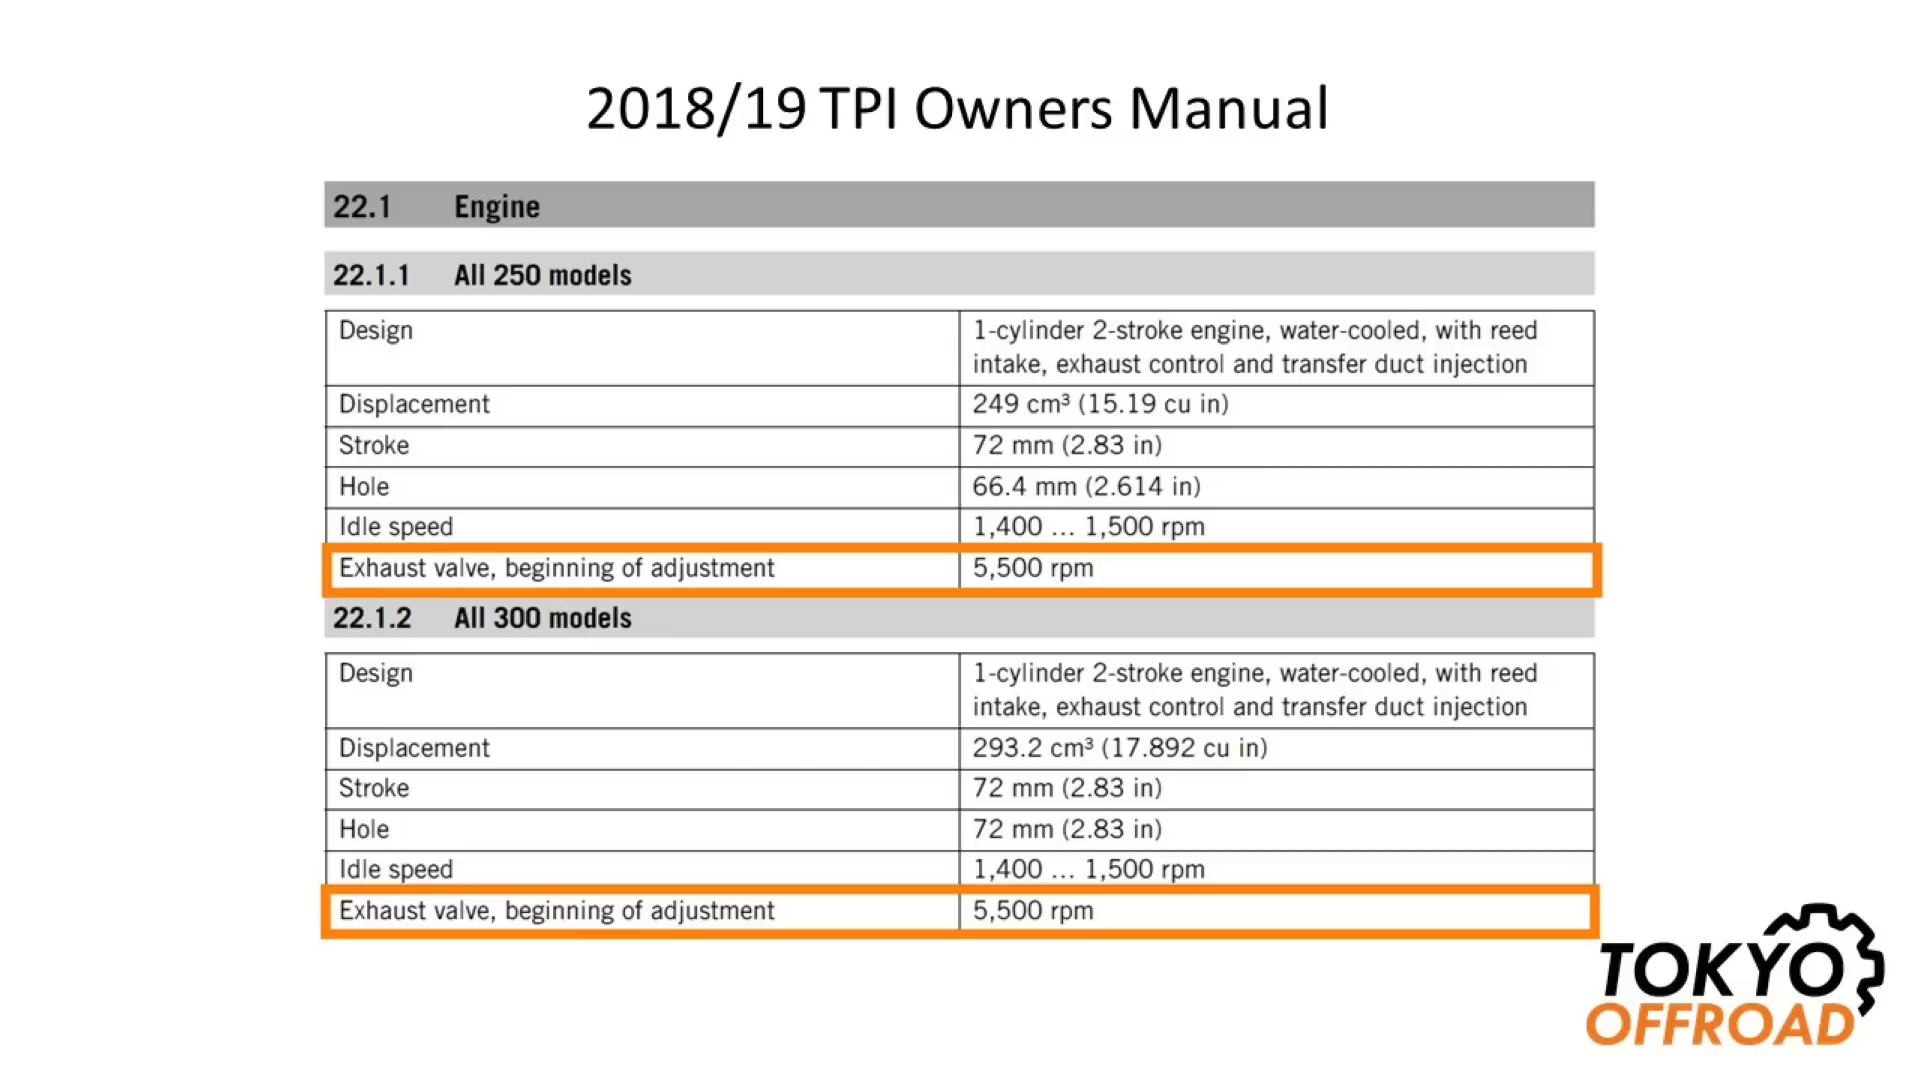 2018/19 TPI Owners Manual
22.1 Engine
22.1.1 All 250 models
Design 1-cylinder 2-stroke engine, water-cooled, with reed
intake, exhaust control and transfer duct injection
Displacement 249 cm³ (15.19 cu in)
Stroke 72 mm (2.83 in)
Hole 66.4 mm (2.614 in)
Idle speed 1,400 … 1,500 rpm
Exhaust valve, beginning of adjustment 5,500 rpm
22.1.2 All 300 models
Design 1-cylinder 2-stroke engine, water-cooled, with reed
intake, exhaust control and transfer duct injection
Displacement 293.2 cm³ (17.892 cu in)
Stroke 72 mm (2.83 in)
Hole 72 mm (2.83 in)
Idle speed 1,400 … 1,500 rpm
Exhaust valve, beginning of adjustment 5,500 rpm
TOKYO
OFFROAD